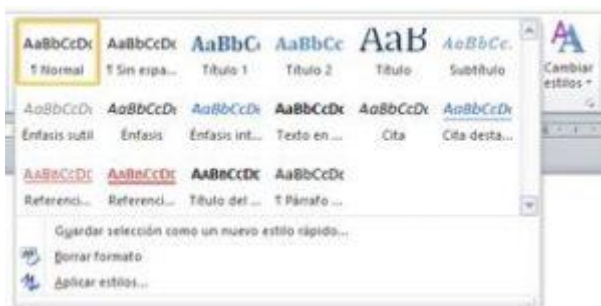 AaBbCcDc AaBbCcDc AaBbC AaBbCc AaB AaBbCc.
¶ Normal ¶ Sin espa... Título 1 Título 2 Título Subtítulo
AaBbCcDc AaBbCcDc AaBbCcDc AaBbCcDc AaBbCcDc AaBbCcDc
Énfasis sutil Énfasis Énfasis int... Texto en ... Cita Cita desta...
AaBbCcDc AaBbCcDc AaBbCcDc AaBbCcDc
Referenci... Referenci... Título del ... ¶ Párrafo ...
Cambiar
estilos
Guardar selección como un nuevo estilo rápido...
Borrar formato
Aplicar estilos...